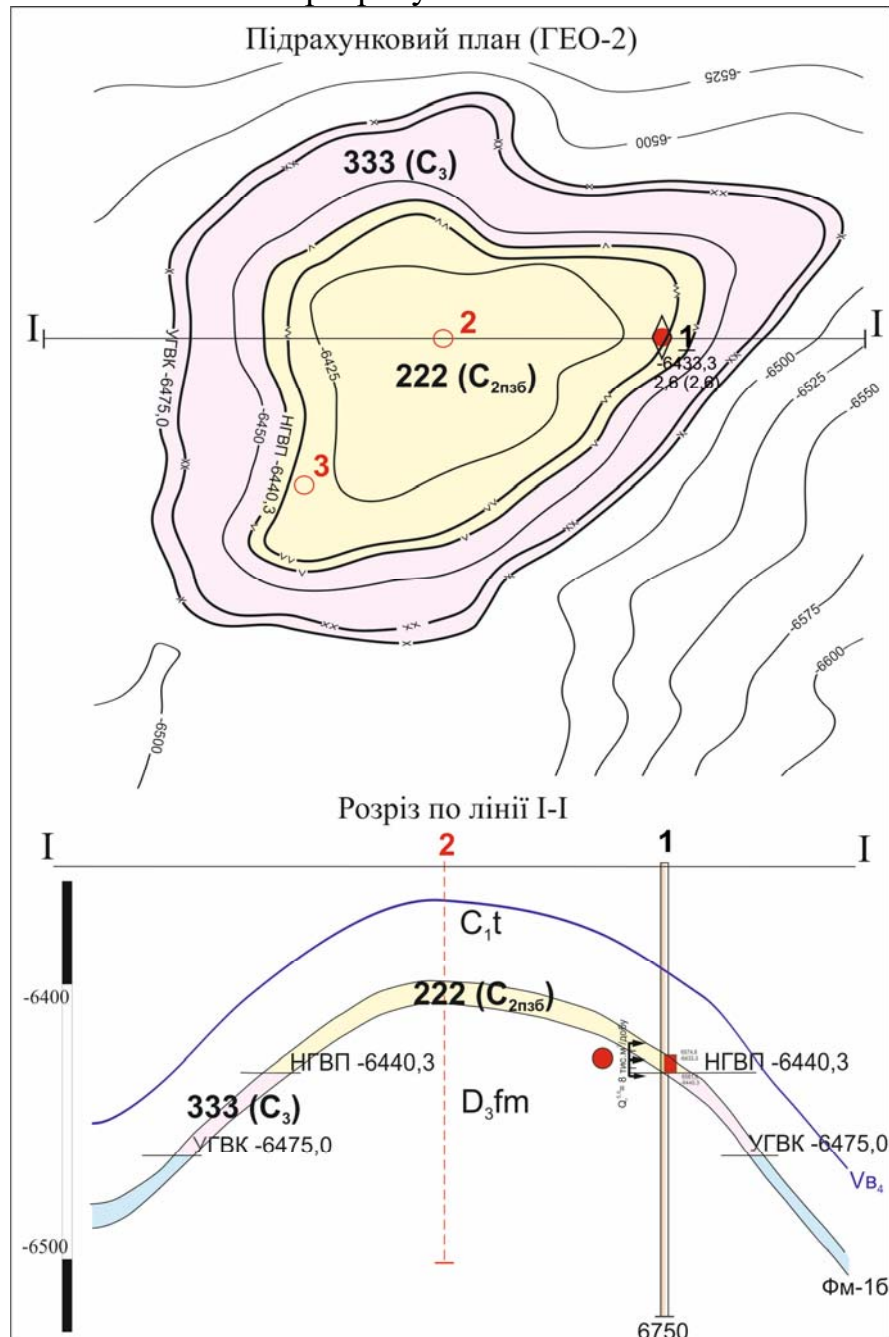 Підрахунковий план (ГЕО-2)
-6525
-6500
333 (C₃)
I
I
2
1
-6433,3
2,6 (2,6)
-6425
222 (C₂пзб)
УГВК -6475,0
-6450
НГВП -6440,3
3
-6500
-6525
-6550
-6575
-6600
-6500
Розріз по лінії І-І
I
2
1
I
C₁t
-6400
222 (C₂пзб)
НГВП -6440,3
НГВП -6440,3
333 (C₃)
D₃fm
УГВК -6475,0
УГВК -6475,0
Vв₄
-6500
Фм-1б
6750